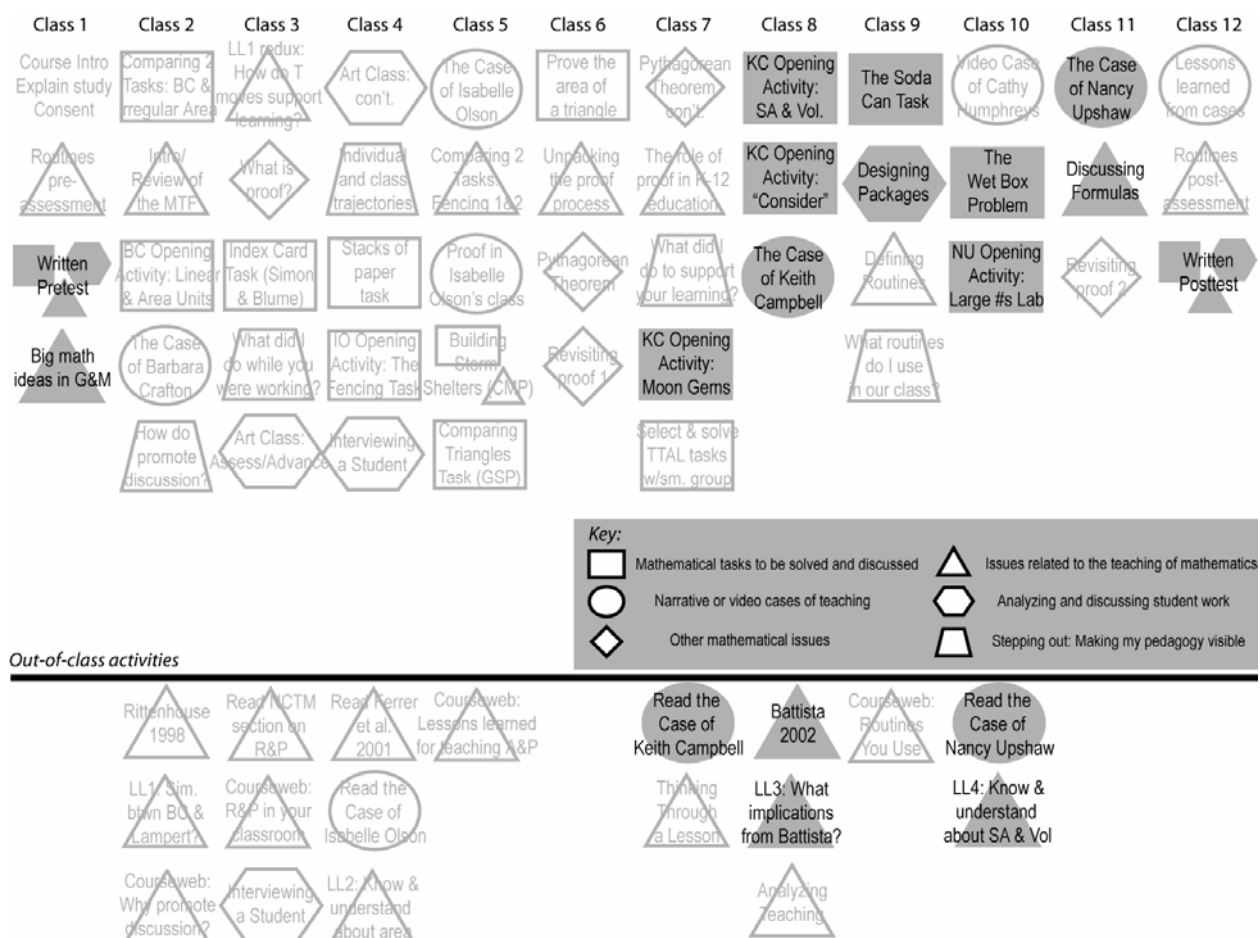 Class 1
Class 2
Class 3
Class 4
Class 5
Class 6
Class 7
Class 8
Class 9
Class 10
Class 11
Class 12
Course Intro
Explain study
Consent
Comparing 2
Tasks: BC &
Irregular Area
LL1 redux:
How do T
moves support
learning?
Art Class:
con't.
The Case
of Isabelle
Olson
Prove the
area of
a triangle
Pythagorean
Theorem
con't.
KC Opening
Activity:
SA & Vol.
The Soda
Can Task
Video Case
of Cathy
Humphreys
The Case
of Nancy
Upshaw
Lessons
learned
from cases
Routines
pre-
assessment
Intro/
Review of
the MTF
What is
proof?
Individual
and class
trajectories
Comparing 2
Tasks:
Fencing 1&2
Unpacking
the proof
process
The role of
proof in K-12
education
KC Opening
Activity:
"Consider"
Designing
Packages
The
Wet Box
Problem
Discussing
Formulas
Routines
post-
assessment
Written
Pretest
BC Opening
Activity: Linear
& Area Units
Index Card
Task (Simon
& Blume)
Stacks of
paper
task
Proof in
Isabelle
Olson's class
Pythagorean
Theorem
What did I
do to support
your learning?
The Case
of Keith
Campbell
Defining
Routines
NU Opening
Activity:
Large #s Lab
Revisiting
proof 2
Written
Posttest
Big math
ideas in G&M
The Case
of Barbara
Crafton
What did I
do while you
were working?
IO Opening
Activity: The
Fencing Task
Building
Storm
Shelters (CMP)
Revisiting
proof 1
KC Opening
Activity:
Moon Gems
What routines
do I use
in our class?
How do
promote
discussion?
Art Class:
Assess/Advance
Interviewing
a Student
Comparing
Triangles
Task (GSP)
Select & solve
TTAL tasks
w/sm. group
Key:
Mathematical tasks to be solved and discussed
Issues related to the teaching of mathematics
Narrative or video cases of teaching
Analyzing and discussing student work
Other mathematical issues
Stepping out: Making my pedagogy visible
Out-of-class activities
Rittenhouse
1998
Read NCTM
section on
R&P
Read Ferrer
et al.
2001
Courseweb:
Lessons learned
for teaching A&P
Read the
Case of
Keith Campbell
Battista
2002
Courseweb:
Routines
You Use
Read the
Case of
Nancy Upshaw
LL1: Sim.
btwn BC &
Lampert?
Courseweb:
R&P in your
classroom
Read the
Case of
Isabelle Olson
Thinking
Through
a Lesson
LL3: What
implications
from Battista?
LL4: Know &
understand
about SA & Vol
Courseweb:
Why promote
discussion?
Interviewing
a Student
LL2: Know &
understand
about area
Analyzing
Teaching